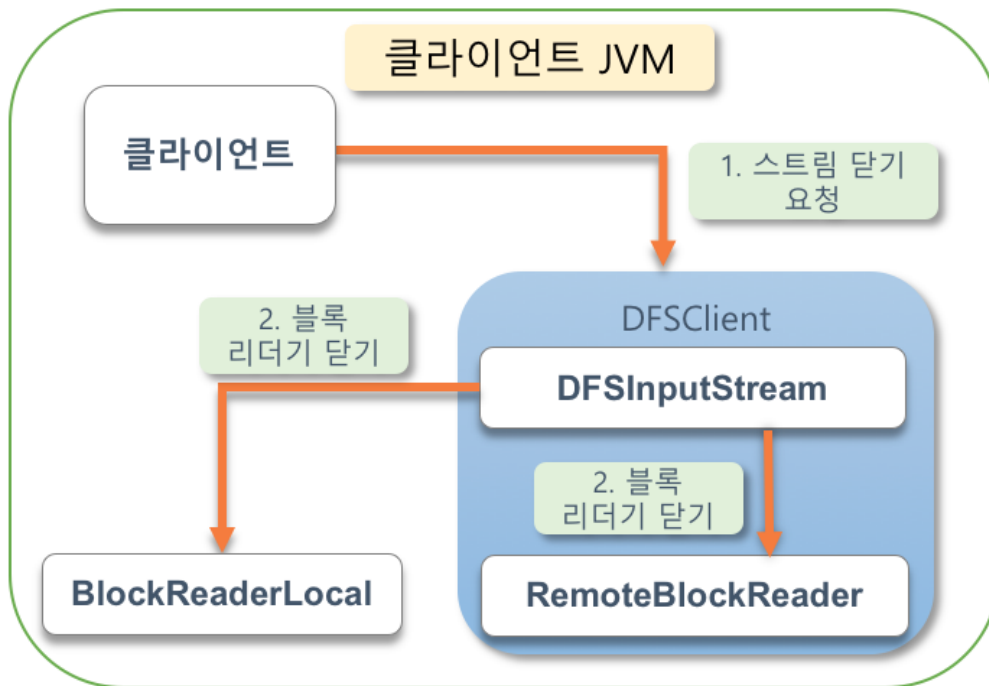 클라이언트 JVM
클라이언트
1. 스트림 닫기
요청
2. 블록
리더기 닫기
DFSClient
DFSInputStream
2. 블록
리더기 닫기
BlockReaderLocal
RemoteBlockReader